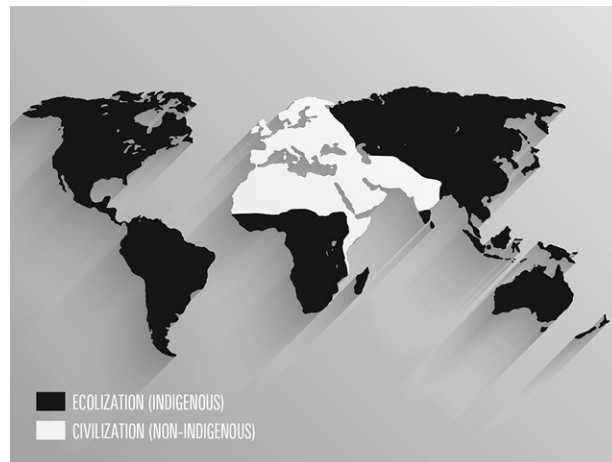 ECOLIZATION (INDIGENOUS)
CIVILIZATION (NON-INDIGENOUS)